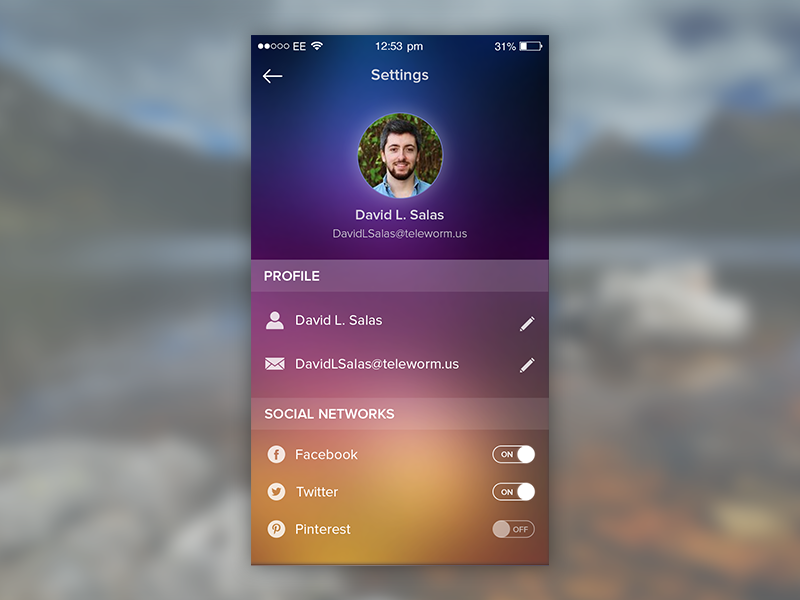 EE 12:53 pm 31%
Settings
David L. Salas
DavidLSalas@teleworm.us
PROFILE
David L. Salas
DavidLSalas@teleworm.us
SOCIAL NETWORKS
Facebook ON
Twitter ON
Pinterest OFF